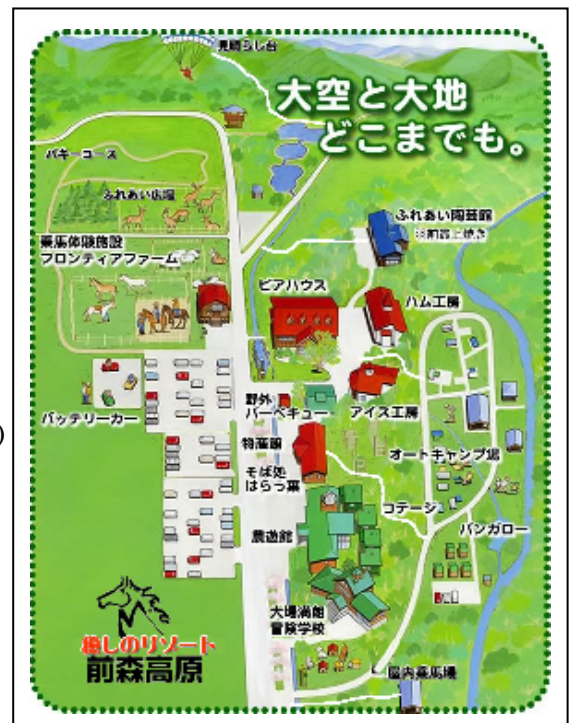 見晴らし台
大空と大地
どこまでも。
バギーコース
ふれあい広場
ふれあい陶芸館
乗馬体験施設
フロンティアファーム
ビアハウス
ハム工房
野外
バーベキュー
アイス工房
バッテリーカー
物産館
オートキャンプ場
そば処
はらっ葉
コテージ
農遊館
バンガロー
大場満郎
冒険学校
癒しのリゾート
前森高原
屋内乗馬場
)